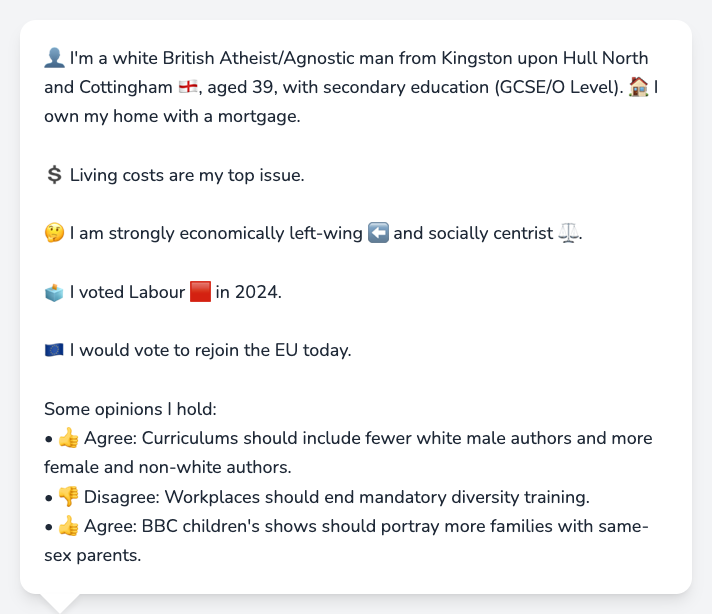 👤 I'm a white British Atheist/Agnostic man from Kingston upon Hull North
and Cottingham 🏴󠁧󠁢󠁥󠁮󠁧󠁿, aged 39, with secondary education (GCSE/O Level). 🏠 I
own my home with a mortgage.
💲 Living costs are my top issue.
🤔 I am strongly economically left-wing ⬅️ and socially centrist ⚖️.
🗳️ I voted Labour 🟥 in 2024.
🇪🇺 I would vote to rejoin the EU today.
Some opinions I hold:
• 👍 Agree: Curriculums should include fewer white male authors and more
female and non-white authors.
• 👎 Disagree: Workplaces should end mandatory diversity training.
• 👍 Agree: BBC children's shows should portray more families with same-
sex parents.